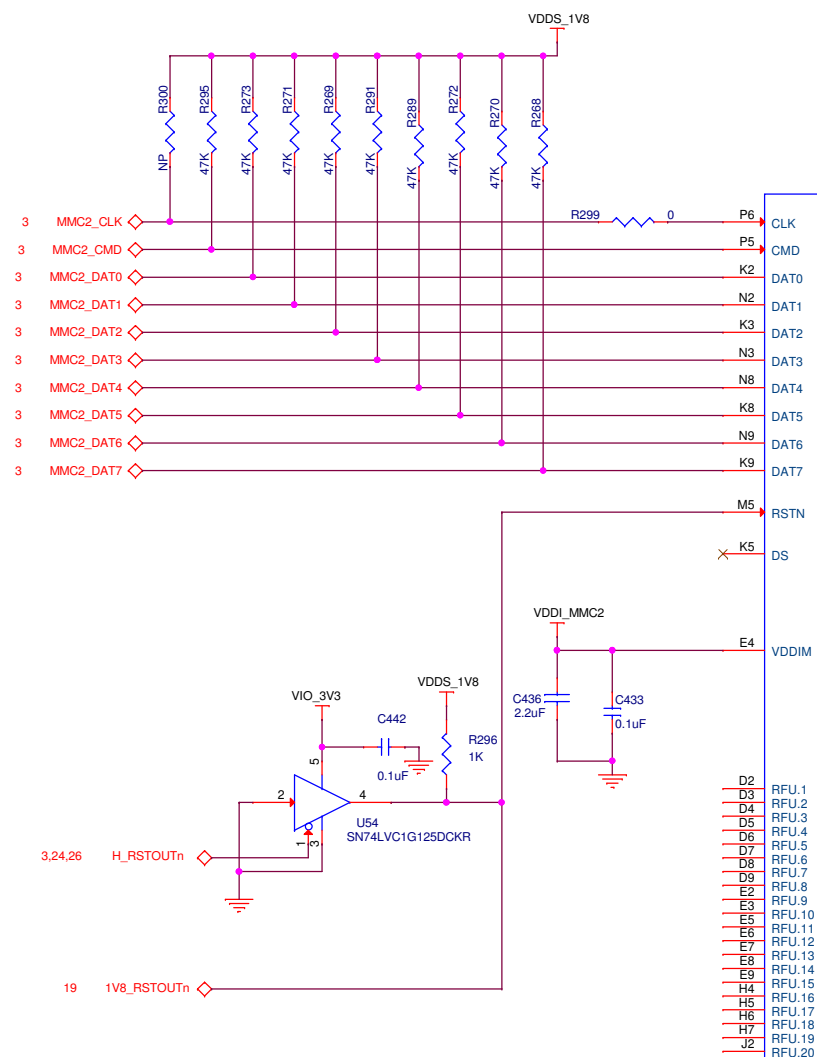 VDDS_1V8
R300
R295
R273
R271
R269
R291
R289
R272
R270
R268
NP
47K
47K
47K
47K
47K
47K
47K
47K
47K
3 MMC2_CLK R299 0 P6 CLK
3 MMC2_CMD P5 CMD
3 MMC2_DAT0 K2 DAT0
3 MMC2_DAT1 N2 DAT1
3 MMC2_DAT2 K3 DAT2
3 MMC2_DAT3 N3 DAT3
3 MMC2_DAT4 N8 DAT4
3 MMC2_DAT5 K8 DAT5
3 MMC2_DAT6 N9 DAT6
3 MMC2_DAT7 K9 DAT7
M5 RSTN
K5 DS
VDDI_MMC2
E4 VDDIM
C436
2.2uF
C433
0.1uF
VIO_3V3
VDDS_1V8
C442
0.1uF
R296
1K
5
2
4
1
3
U54
SN74LVC1G125DCKR
3,24,26 H_RSTOUTn
19 1V8_RSTOUTn
D2 RFU.1
D3 RFU.2
D4 RFU.3
D5 RFU.4
D6 RFU.5
D7 RFU.6
D8 RFU.7
D9 RFU.8
E2 RFU.9
E3 RFU.10
E5 RFU.11
E6 RFU.12
E7 RFU.13
E8 RFU.14
E9 RFU.15
H4 RFU.16
H5 RFU.17
H6 RFU.18
H7 RFU.19
J2 RFU.20